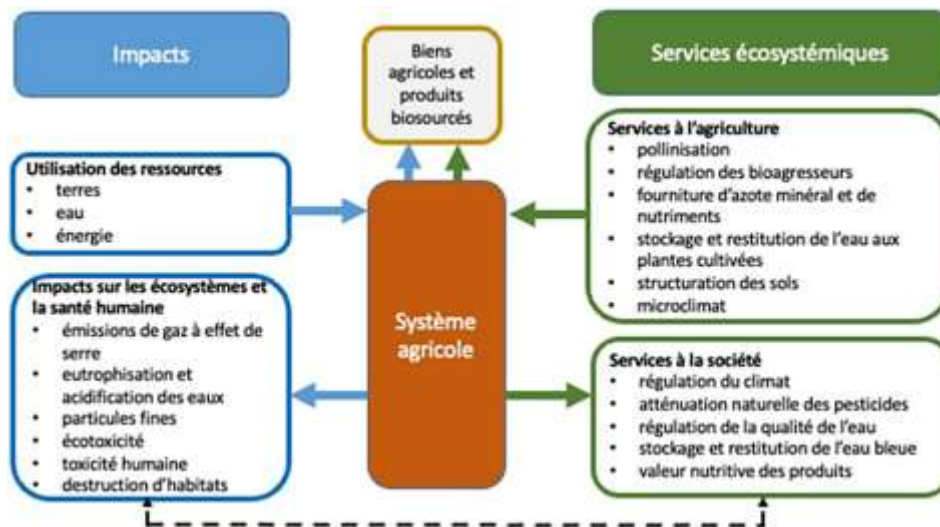 Impacts
Biens
agricoles et
produits
biosourcés
Services écosystémiques
Utilisation des ressources
• terres
• eau
• énergie
Impacts sur les écosystèmes et
la santé humaine
• émissions de gaz à effet de
serre
• eutrophisation et
acidification des eaux
• particules fines
• écotoxicité
• toxicité humaine
• destruction d'habitats
Système
agricole
Services à l'agriculture
• pollinisation
• régulation des bioagresseurs
• fourniture d'azote minéral et de
nutriments
• stockage et restitution de l'eau aux
plantes cultivées
• structuration des sols
• microclimat
Services à la société
• régulation du climat
• atténuation naturelle des pesticides
• régulation de la qualité de l'eau
• stockage et restitution de l'eau bleue
• valeur nutritive des produits